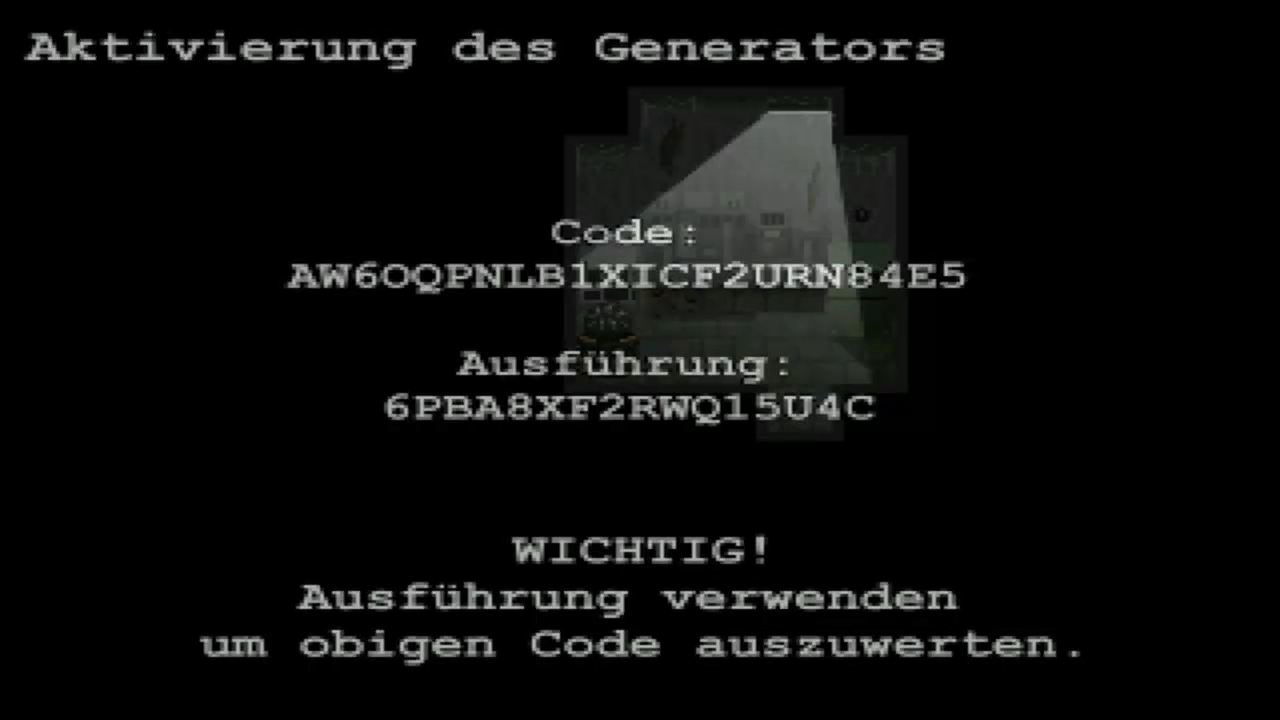 Aktivierung des Generators
Code:
AW6OQPNLB1XICF2URN84E5
Ausführung:
6PBA8XF2RWQ15U4C
WICHTIG!
Ausführung verwenden
um obigen Code auszuwerten.